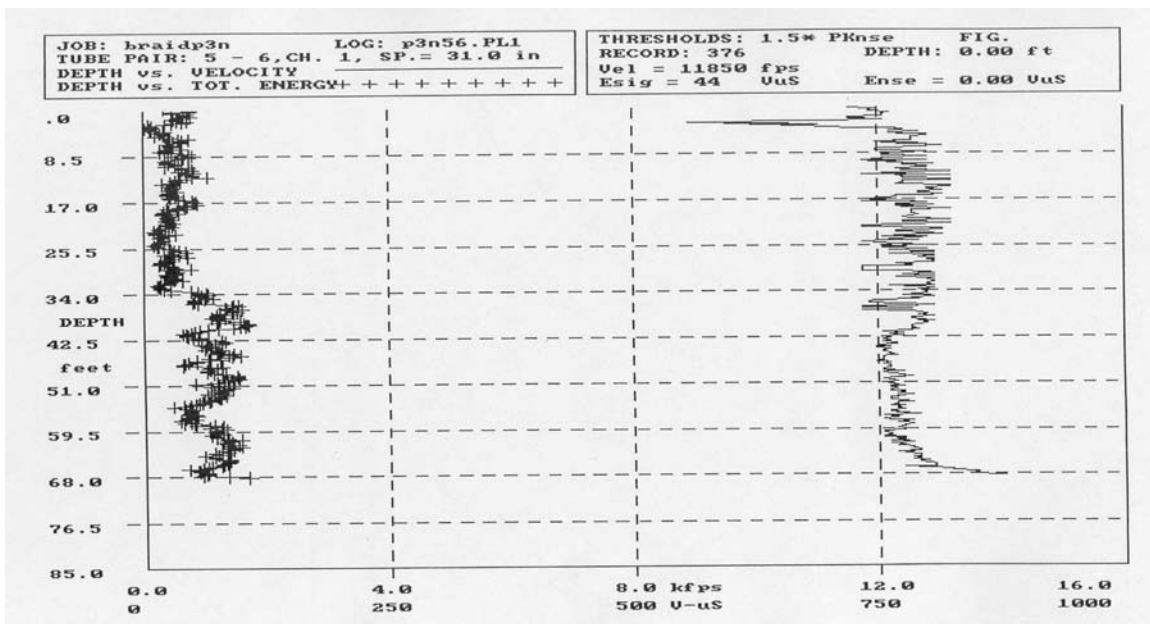 JOB: braidp3n LOG: p3n56.PL1
TUBE PAIR: 5 - 6,CH. 1, SP.= 31.0 in
DEPTH vs. VELOCITY
DEPTH vs. TOT. ENERGY+ + + + + + + + +
THRESHOLDS: 1.5* PKnse FIG.
RECORD: 376 DEPTH: 0.00 ft
Vel = 11850 fps
Esig = 44 VuS Ense = 0.00 VuS
.0
8.5
17.0
25.5
34.0
DEPTH
42.5
feet
51.0
59.5
68.0
76.5
85.0
0.0 4.0 8.0 kfps 12.0 16.0
0 250 500 V-uS 750 1000